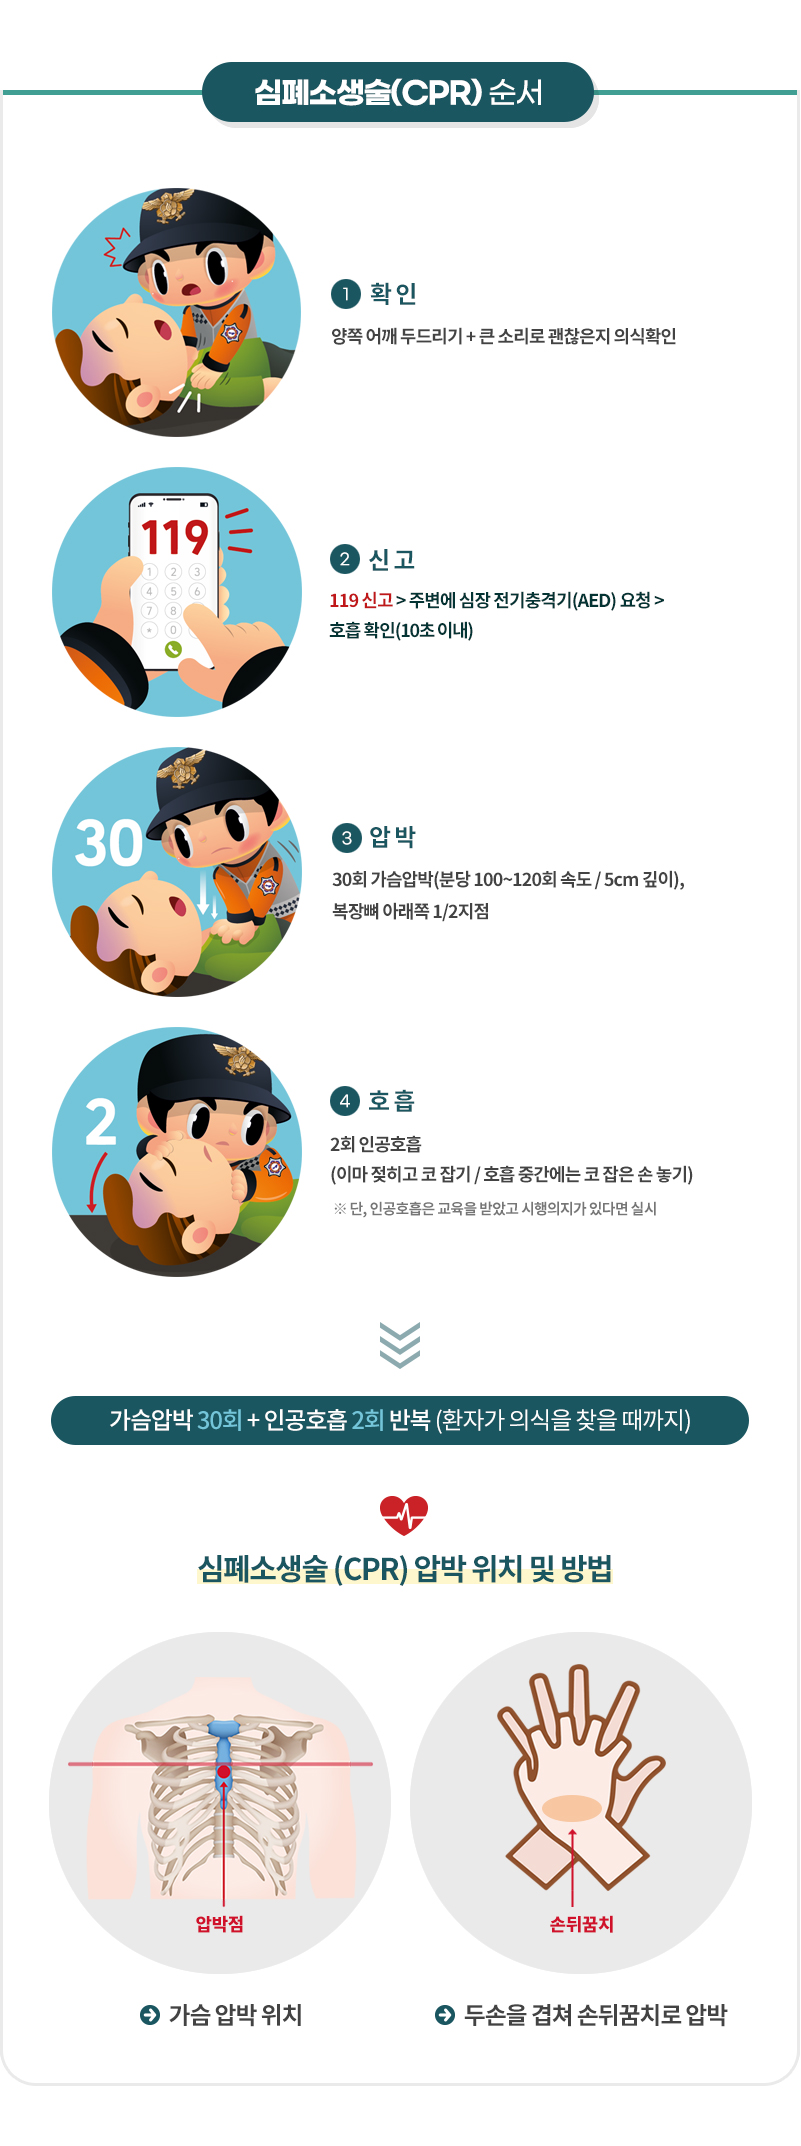 심폐소생술(CPR) 순서
1 확인
양쪽 어깨 두드리기 + 큰 소리로 괜찮은지 의식확인
119
1 2 3
4 5 6
7 8
* 0
2 신고
119 신고 > 주변에 심장 전기충격기(AED) 요청 >
호흡 확인(10초 이내)
30
3 압박
30회 가슴압박(분당 100~120회 속도 / 5cm 깊이),
복장뼈 아래쪽 1/2지점
2
4 호흡
2회 인공호흡
(이마 젖히고 코 잡기 / 호흡 중간에는 코 잡은 손 놓기)
※ 단, 인공호흡은 교육을 받았고 시행의지가 있다면 실시
가슴압박 30회 + 인공호흡 2회 반복 (환자가 의식을 찾을 때까지)
심폐소생술 (CPR) 압박 위치 및 방법
압박점
손뒤꿈치
가슴 압박 위치
두손을 겹쳐 손뒤꿈치로 압박